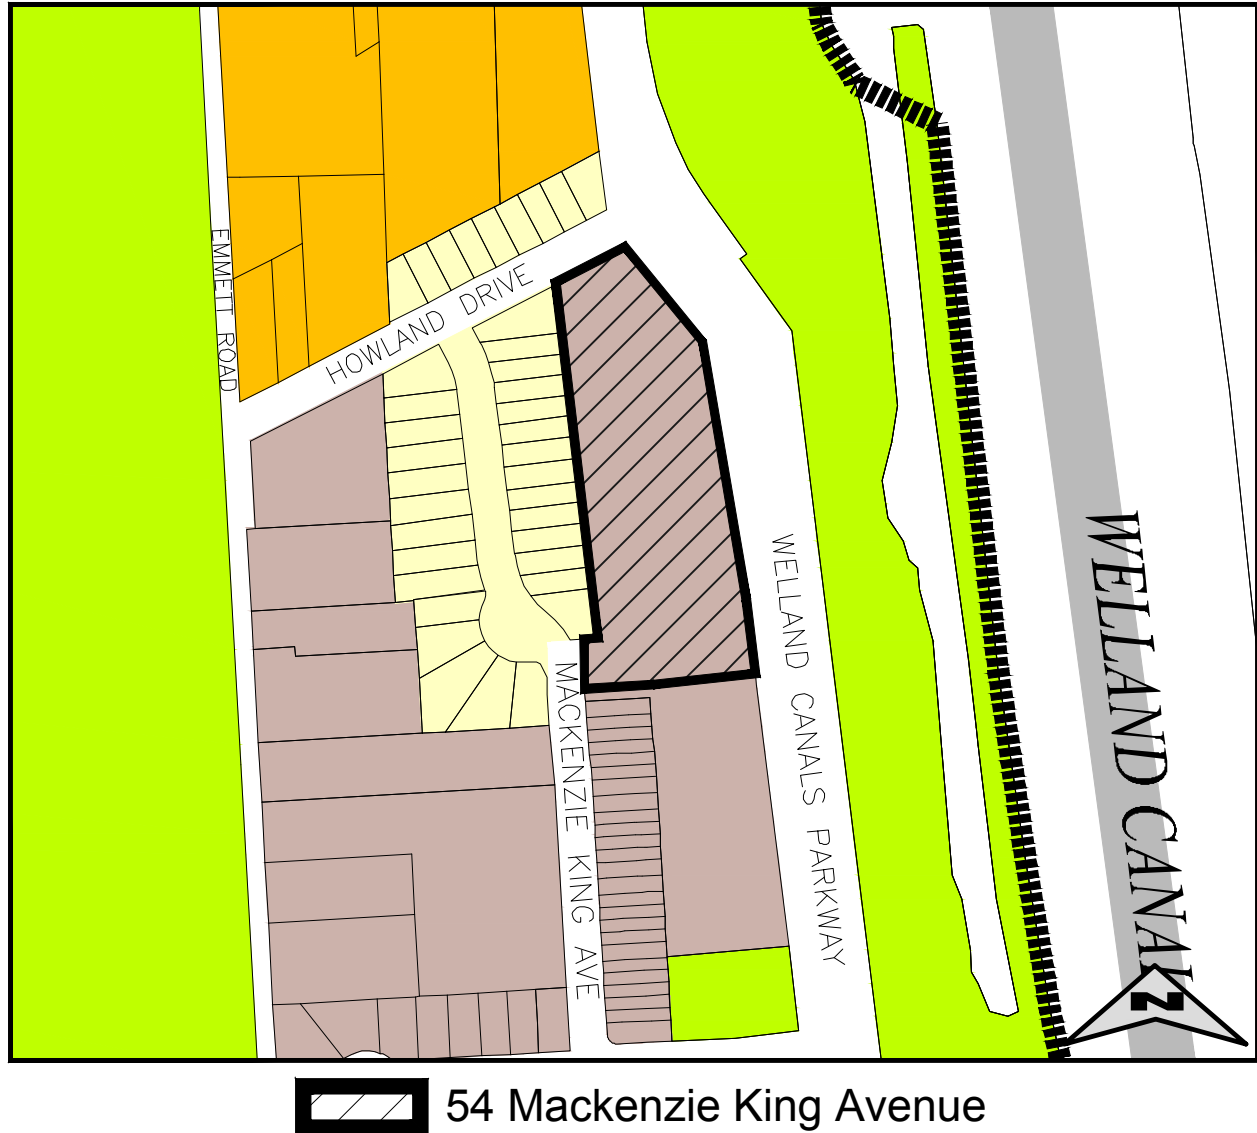 EMMETT ROAD
HOWLAND DRIVE
MACKENZIE KING AVE
WELLAND CANALS PARKWAY
WELLAND CANAL
N
54 Mackenzie King Avenue